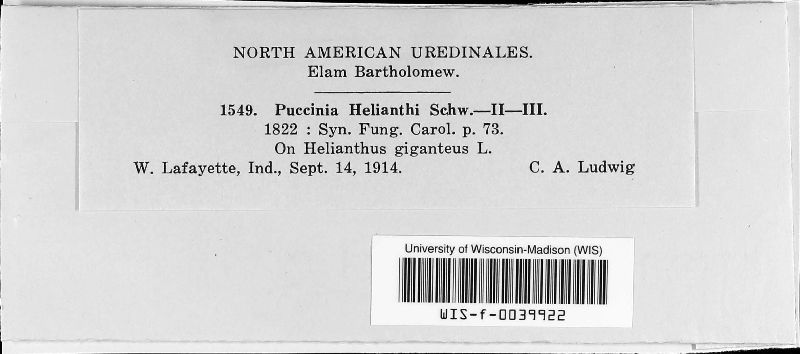 NORTH AMERICAN UREDINALES.
Elam Bartholomew.
1549. Puccinia Helianthi Schw.—II—III.
1822 : Syn. Fung. Carol. p. 73.
On Helianthus giganteus L.
W. Lafayette, Ind., Sept. 14, 1914. C. A. Ludwig
University of Wisconsin-Madison (WIS)
WIS-f-0039922